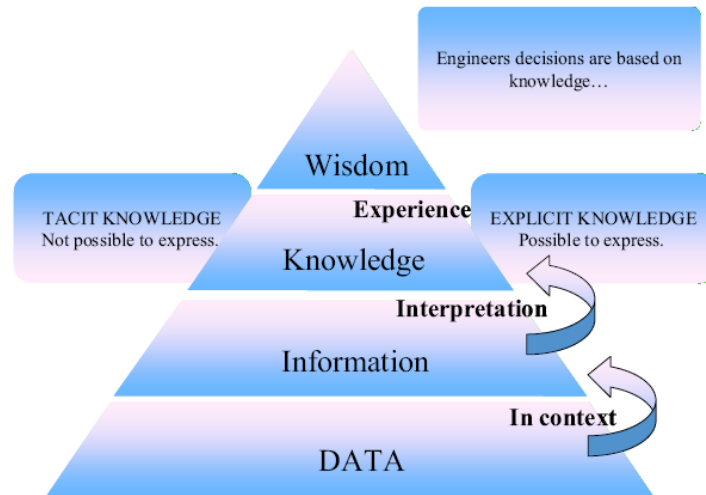 Engineers decisions are based on
knowledge…
Wisdom
TACIT KNOWLEDGE
Not possible to express.
Experience
EXPLICIT KNOWLEDGE
Possible to express.
Knowledge
Interpretation
Information
In context
DATA